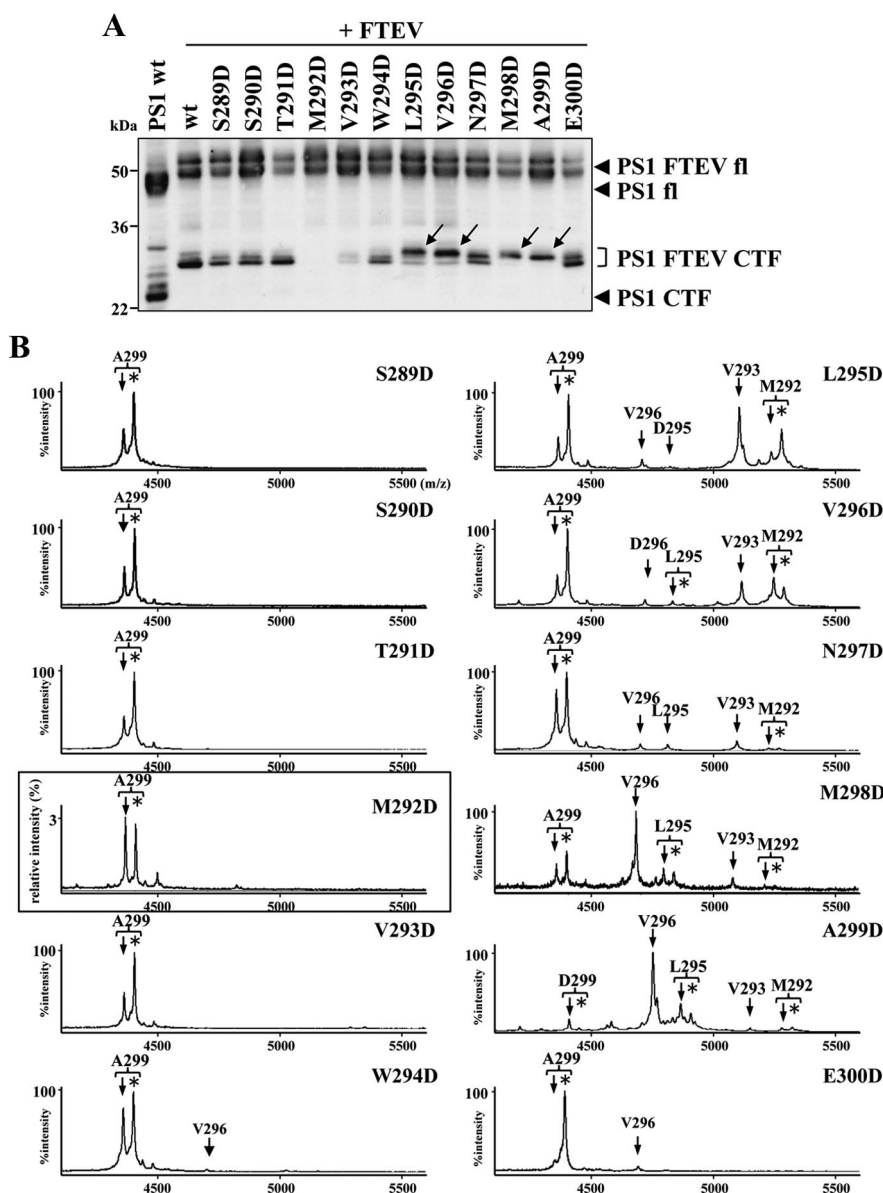 A
+ FTEV
PS1 wt
wt
S289D
S290D
T291D
M292D
V293D
W294D
L295D
V296D
N297D
M298D
A299D
E300D
kDa
50
36
22
PS1 FTEV fl
PS1 fl
PS1 FTEV CTF
PS1 CTF
B
A299
*
S289D
100
%intensity
4500 5000 5500 (m/z)
A299
*
S290D
100
%intensity
4500 5000 5500
A299
*
T291D
100
%intensity
4500 5000 5500
A299
*
M292D
3
relative intensity (%)
4500 5000 5500
A299
*
V293D
100
%intensity
4500 5000 5500
A299
*
W294D
100
V296
%intensity
4500 5000 5500
A299
*
V296
D295
V293
M292
*
L295D
100
%intensity
4500 5000 5500
A299
*
D296
L295
*
V293
M292
*
V296D
100
%intensity
4500 5000 5500
A299
*
V296
L295
V293
M292
*
N297D
100
%intensity
4500 5000 5500
A299
*
V296
L295
*
V293
M292
*
M298D
100
%intensity
4500 5000 5500
D299
*
V296
L295
*
V293
M292
*
A299D
100
%intensity
4500 5000 5500
A299
*
V296
E300D
100
%intensity
4500 5000 5500